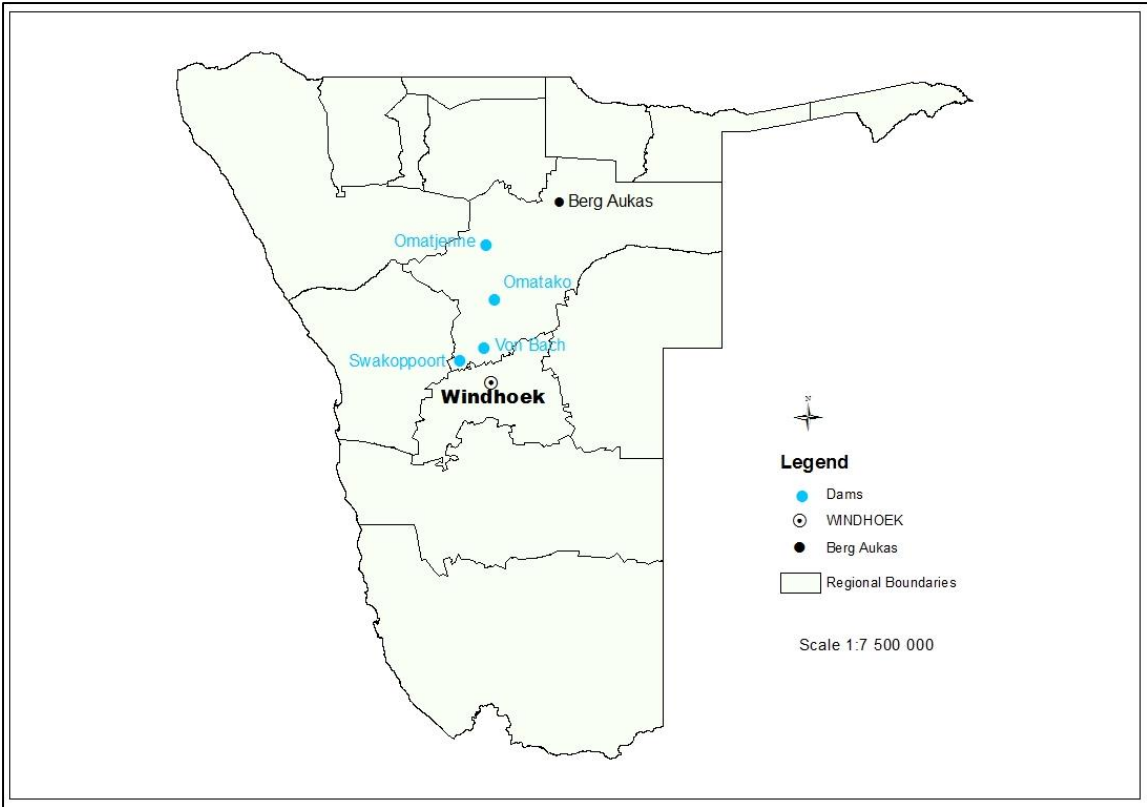 Berg Aukas
Omatjenne
Omatako
Von Bach
Swakoppoort
Windhoek
N
Legend
Dams
WINDHOEK
Berg Aukas
Regional Boundaries
Scale 1:7 500 000